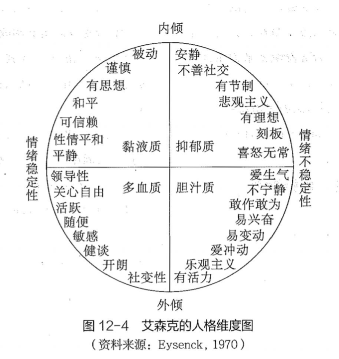 内倾
被动
安静
谨慎
不善社交
有思想
有节制
和平
悲观主义
可信赖
有理想
性情平和
刻板
平静
黏液质
抑郁质
喜怒无常
情绪稳定性
情绪不稳定性
领导性
多血质
胆汁质
爱生气
关心自由
不宁静
活跃
敢作敢为
随便
易兴奋
敏感
易变动
健谈
爱冲动
开朗
乐观主义
社变性
有活力
外倾
图 12-4 艾森克的人格维度图
（资料来源：Eysenck, 1970）